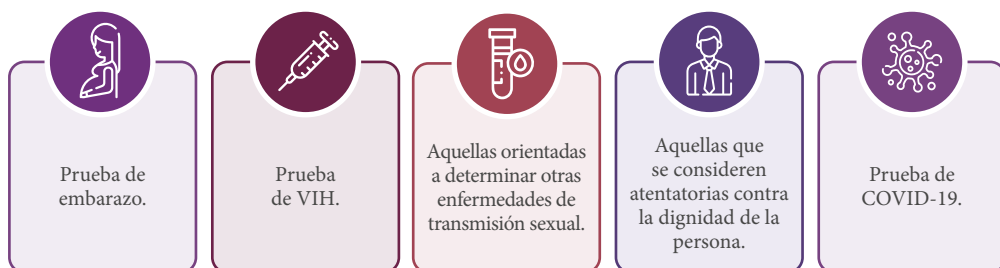 Prueba de
embarazo.
Prueba
de VIH.
Aquellas orientadas
a determinar otras
enfermedades de
transmisión sexual.
Aquellas que
se consideren
atentatorias contra
la dignidad de la
persona.
Prueba de
COVID-19.